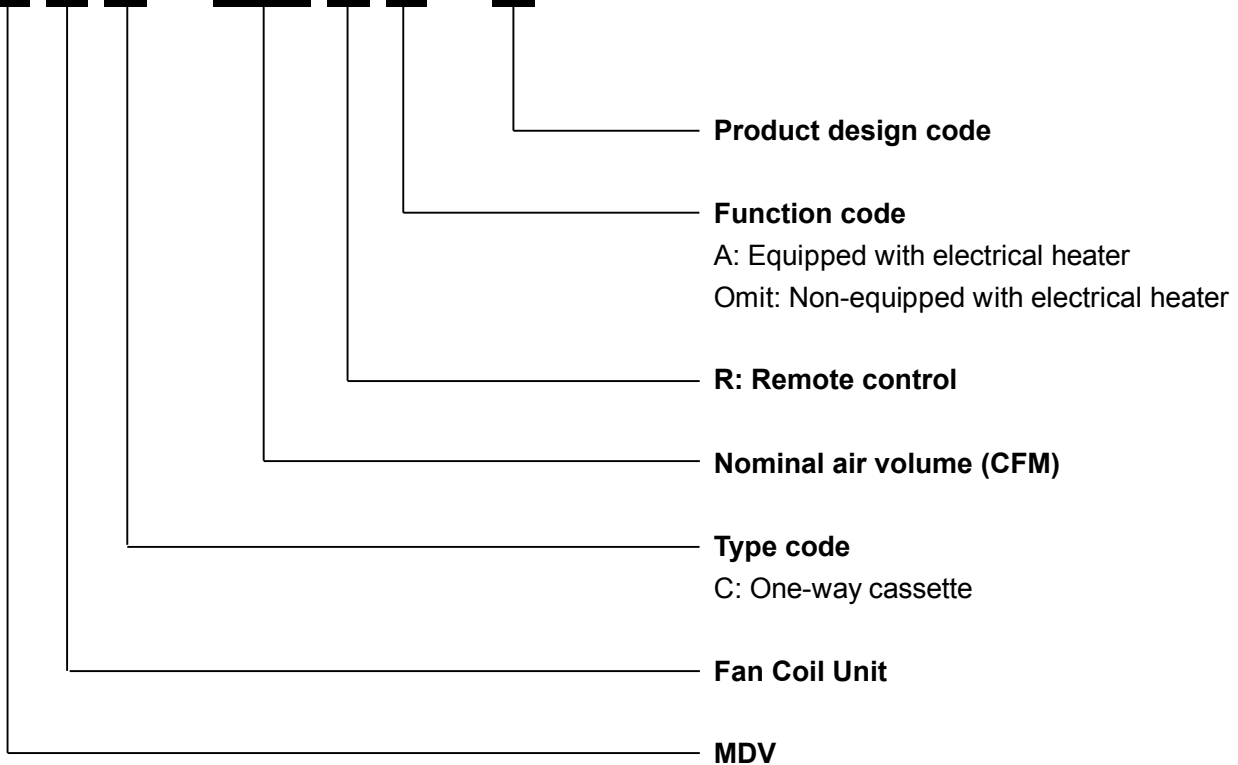 Product design code
Function code
A: Equipped with electrical heater
Omit: Non-equipped with electrical heater
R: Remote control
Nominal air volume (CFM)
Type code
C: One-way cassette
Fan Coil Unit
MDV